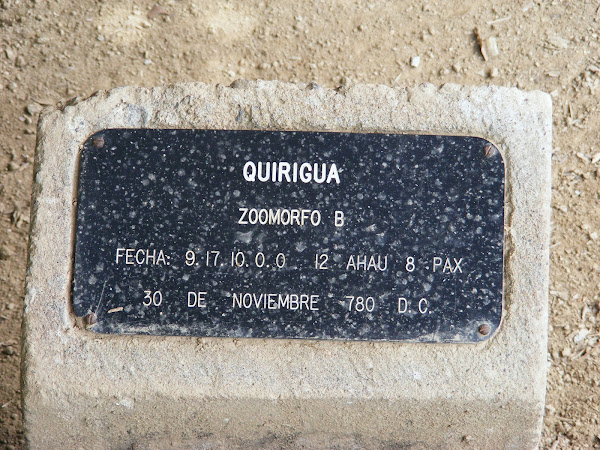 QUIRIGUA
ZOOMORFO B
FECHA: 9.17.10.0.0 12 AHAU 8 PAX
30 DE NOVIEMBRE 780 D.C.